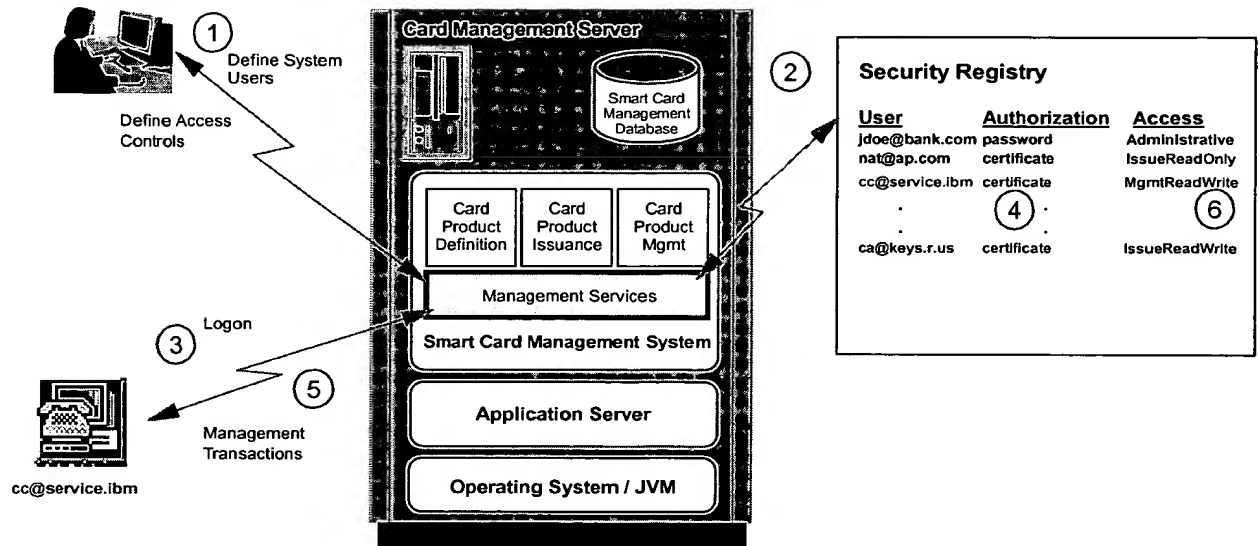 1
Define System
Users
Define Access
Controls
Card Management Server
Smart Card
Management
Database
2
Security Registry
User Authorization Access
jdoe@bank.com password Administrative
nat@ap.com certificate IssueReadOnly
cc@service.ibm certificate MgmtReadWrite
. 4 . 6
. .
ca@keys.r.us certificate IssueReadWrite
Card
Product
Definition
Card
Product
Issuance
Card
Product
Mgmt
Management Services
Smart Card Management System
3
Logon
5
Management
Transactions
cc@service.ibm
Application Server
Operating System / JVM